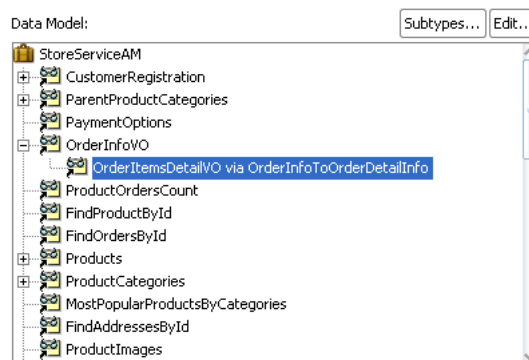 Data Model:
Subtypes...
Edit..
StoreServiceAM
CustomerRegistration
ParentProductCategories
PaymentOptions
OrderInfoVO
OrderItemsDetailVO via OrderInfoToOrderDetailInfo
ProductOrdersCount
FindProductById
FindOrdersById
Products
ProductCategories
MostPopularProductsByCategories
FindAddressesById
ProductImages